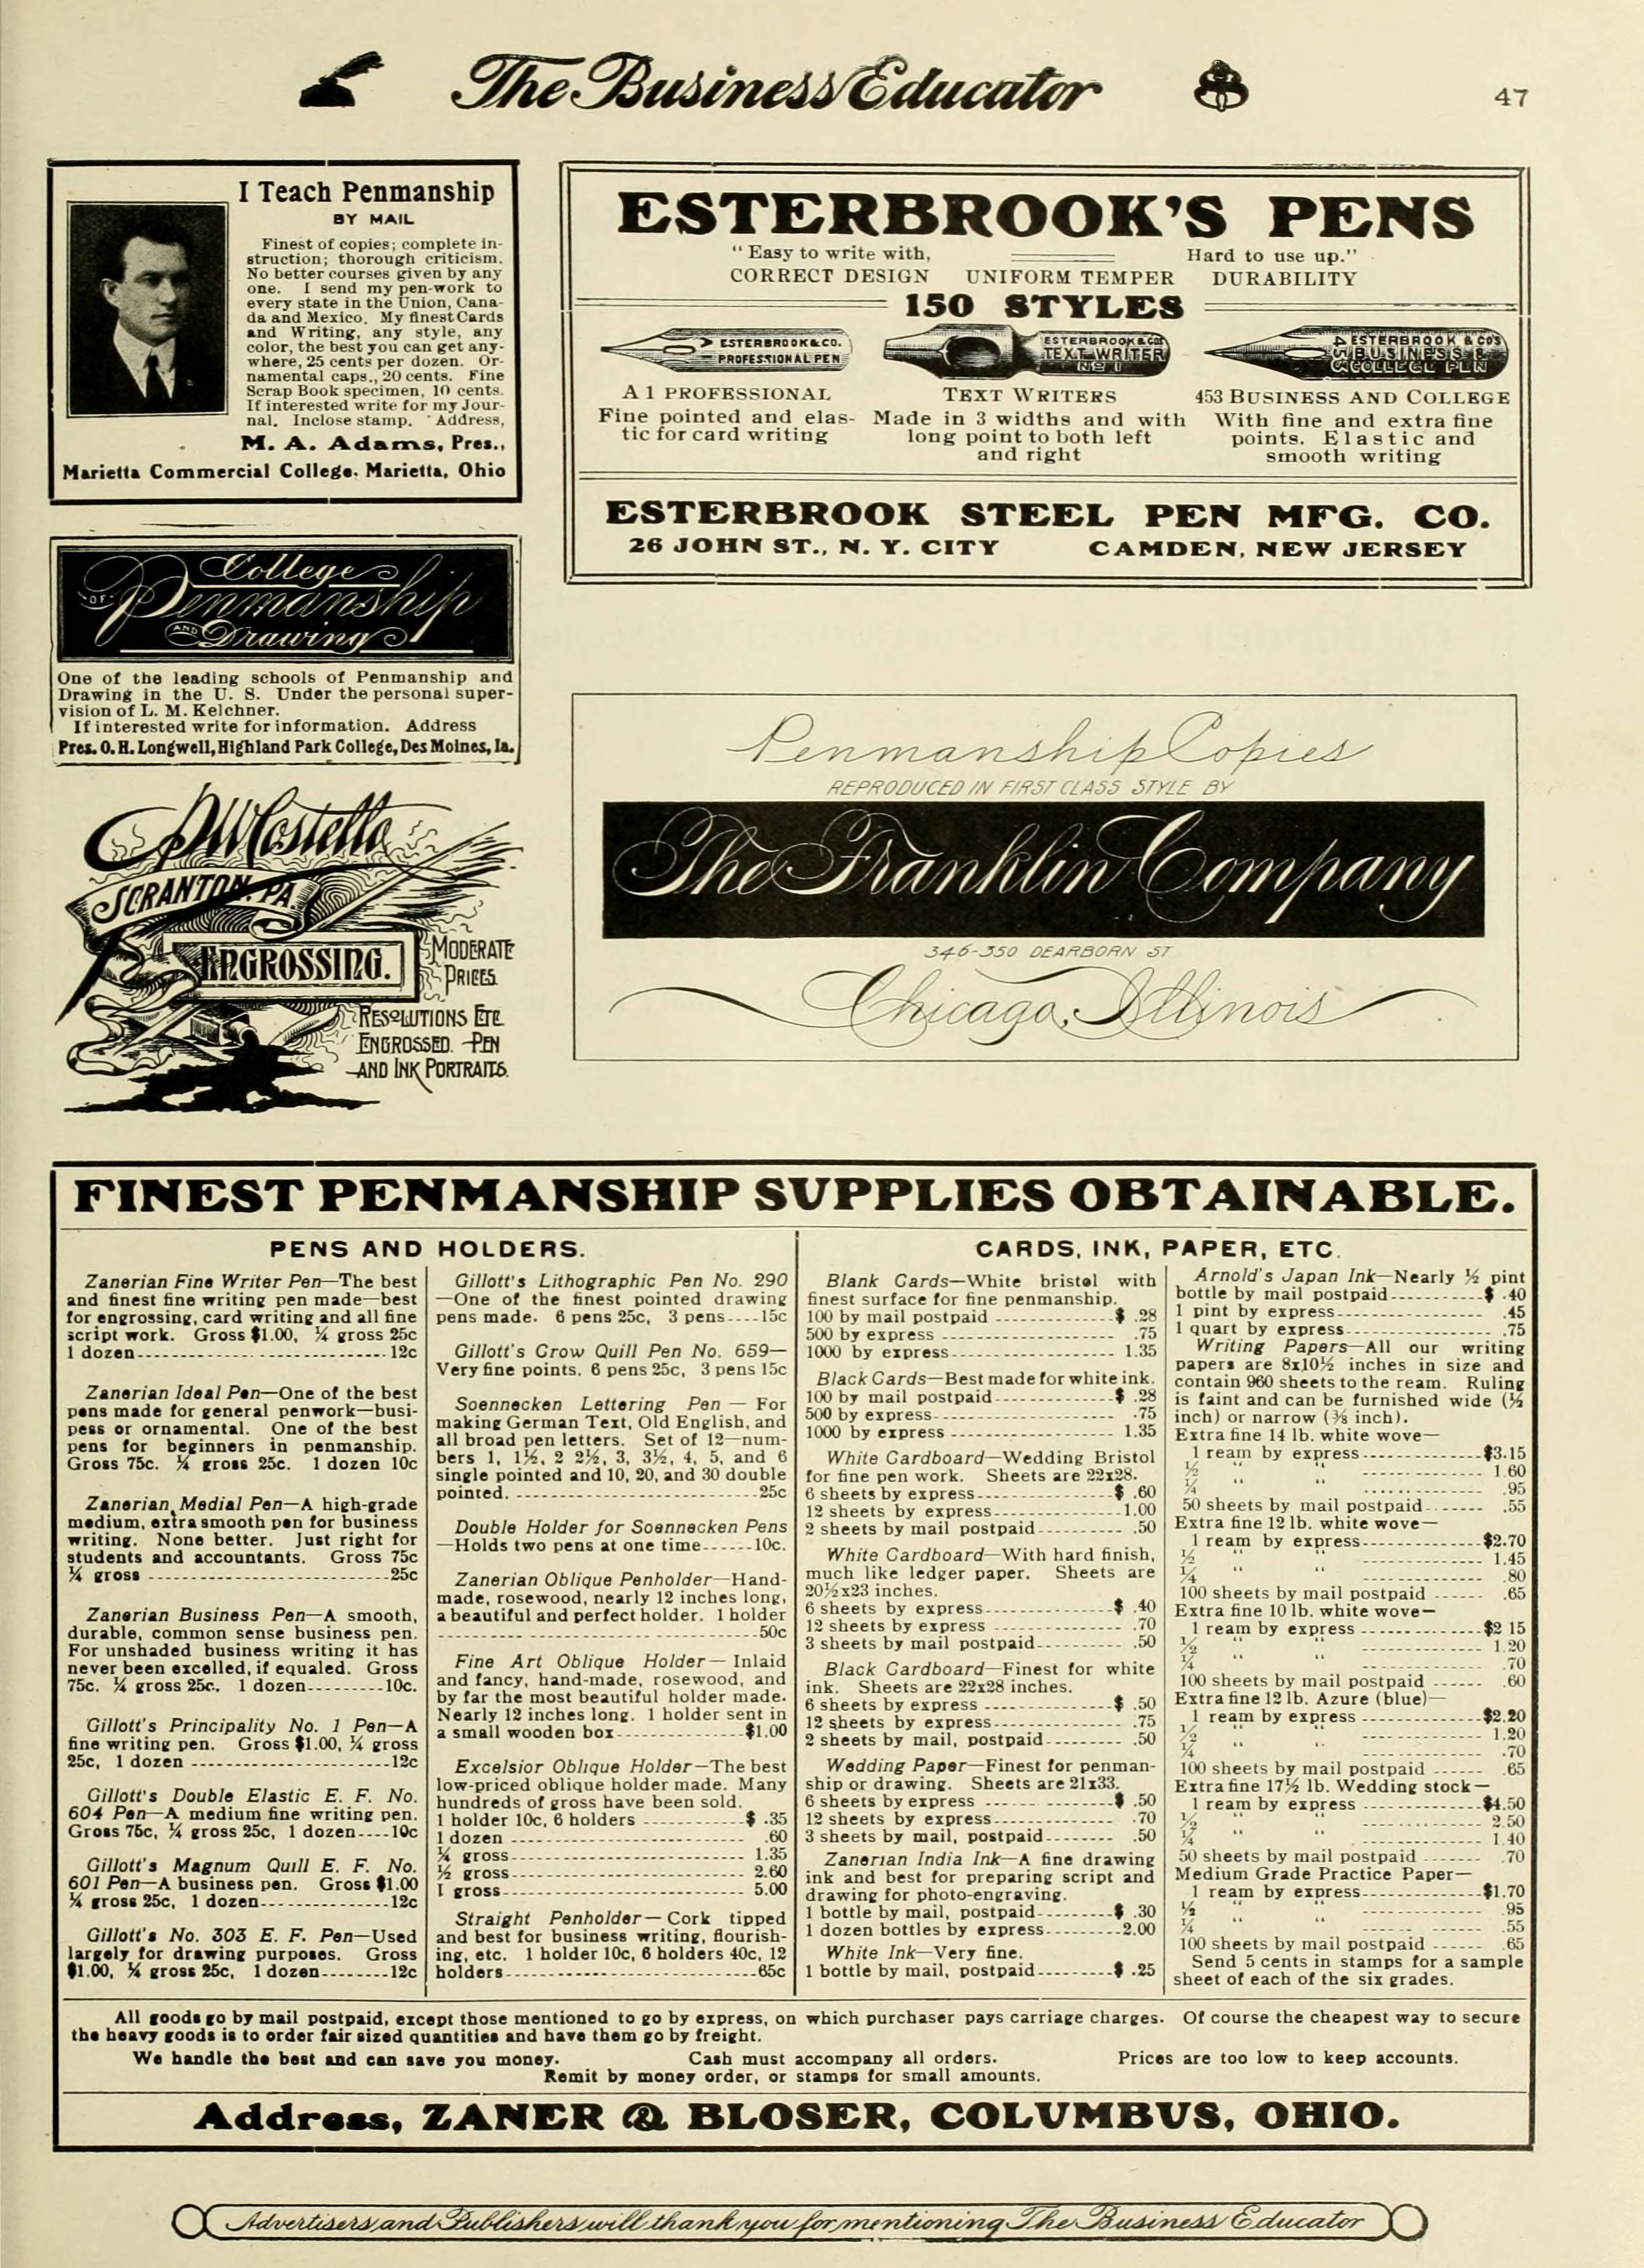 The Business Educator
47
I Teach Penmanship
BY MAIL
Finest of copies; complete in-
struction; thorough criticism.
No better courses given by any
one. I send my pen-work to
every state in the Union, Cana-
da and Mexico. My finest Cards
and Writing, any style, any
color, the best you can get any-
where, 25 cents per dozen. Or-
namental caps., 20 cents. Fine
Scrap Book specimen, 10 cents.
If interested write for my Jour-
nal. Inclose stamp. Address,
M. A. Adams, Pres.,
Marietta Commercial College, Marietta, Ohio
ESTERBROOK'S PENS
"Easy to write with, Hard to use up."
CORRECT DESIGN UNIFORM TEMPER DURABILITY
150 STYLES
ESTERBROOK & CO.
PROFESSIONAL PEN
ESTERBROOK & CO'S
TEXT WRITER
No 1
ESTERBROOK & CO'S
453 BUSINESS &
COLLEGE PEN
A 1 PROFESSIONAL
Fine pointed and elas-
tic for card writing
TEXT WRITERS
Made in 3 widths and with
long point to both left
and right
453 BUSINESS AND COLLEGE
With fine and extra fine
points. Elastic and
smooth writing
ESTERBROOK STEEL PEN MFG. CO.
26 JOHN ST., N. Y. CITY CAMDEN, NEW JERSEY
College
OF
Penmanship
AND Drawing
One of the leading schools of Penmanship and
Drawing in the U. S. Under the personal super-
vision of L. M. Kelchner.
If interested write for information. Address
Pres. O. H. Longwell, Highland Park College, Des Moines, Ia.
PW Costello
SCRANTON, PA.
ENGROSSING.
MODERATE
PRICES
RESOLUTIONS ETC
ENGROSSED. PEN
AND INK PORTRAITS.
Penmanship Copies
REPRODUCED IN FIRST CLASS STYLE BY
The Franklin Company
346-350 DEARBORN ST
Chicago, Illinois
FINEST PENMANSHIP SUPPLIES OBTAINABLE.
PENS AND HOLDERS.
Zanerian Fine Writer Pen—The best
and finest fine writing pen made—best
for engrossing, card writing and all fine
script work. Gross $1.00, ¼ gross 25c
1 dozen 12c
Zanerian Ideal Pen—One of the best
pens made for general penwork—busi-
pess or ornamental. One of the best
pens for beginners in penmanship.
Gross 75c. ¼ gross 25c. 1 dozen 10c
Zanerian Medial Pen—A high-grade
medium, extra smooth pen for business
writing. None better. Just right for
students and accountants. Gross 75c
¼ gross 25c
Zanerian Business Pen—A smooth,
durable, common sense business pen.
For unshaded business writing it has
never been excelled, if equaled. Gross
75c. ¼ gross 25c. 1 dozen 10c.
Gillott's Principality No. 1 Pen—A
fine writing pen. Gross $1.00, ¼ gross
25c, 1 dozen 12c
Gillott's Double Elastic E. F. No.
604 Pen—A medium fine writing pen.
Gross 75c, ¼ gross 25c, 1 dozen 10c
Gillott's Magnum Quill E. F. No.
601 Pen—A business pen. Gross $1.00
¼ gross 25c, 1 dozen 12c
Gillott's No. 303 E. F. Pen—Used
largely for drawing purposes. Gross
$1.00, ¼ gross 25c, 1 dozen 12c
Gillott's Lithographic Pen No. 290
—One of the finest pointed drawing
pens made. 6 pens 25c, 3 pens 15c
Gillott's Crow Quill Pen No. 659—
Very fine points. 6 pens 25c, 3 pens 15c
Soennecken Lettering Pen — For
making German Text, Old English, and
all broad pen letters. Set of 12—num-
bers 1, 1½, 2 2½, 3, 3½, 4, 5, and 6
single pointed and 10, 20, and 30 double
pointed. 25c
Double Holder for Soennecken Pens
—Holds two pens at one time 10c.
Zanerian Oblique Penholder—Hand-
made, rosewood, nearly 12 inches long,
a beautiful and perfect holder. 1 holder
50c
Fine Art Oblique Holder—Inlaid
and fancy, hand-made, rosewood, and
by far the most beautiful holder made.
Nearly 12 inches long. 1 holder sent in
a small wooden box $1.00
Excelsior Oblique Holder—The best
low-priced oblique holder made. Many
hundreds of gross have been sold.
1 holder 10c, 6 holders $ .35
1 dozen .60
¼ gross 1.35
½ gross 2.60
1 gross 5.00
Straight Penholder—Cork tipped
and best for business writing, flourish-
ing, etc. 1 holder 10c, 6 holders 40c, 12
holders 65c
CARDS, INK, PAPER, ETC.
Blank Cards—White bristol with
finest surface for fine penmanship.
100 by mail postpaid $ .28
500 by express .75
1000 by express 1.35
Black Cards—Best made for white ink.
100 by mail postpaid $ .28
500 by express .75
1000 by express 1.35
White Cardboard—Wedding Bristol
for fine pen work. Sheets are 22x28.
6 sheets by express $ .60
12 sheets by express 1.00
2 sheets by mail postpaid .50
White Cardboard—With hard finish,
much like ledger paper. Sheets are
20½x23 inches.
6 sheets by express $ .40
12 sheets by express .70
3 sheets by mail postpaid .50
Black Cardboard—Finest for white
ink. Sheets are 22x28 inches.
6 sheets by express $ .50
12 sheets by express .75
2 sheets by mail, postpaid .50
Wedding Paper—Finest for penman-
ship or drawing. Sheets are 21x33.
6 sheets by express $ .50
12 sheets by express .70
3 sheets by mail, postpaid .50
Zanerian India Ink—A fine drawing
ink and best for preparing script and
drawing for photo-engraving.
1 bottle by mail, postpaid $ .30
1 dozen bottles by express 2.00
White Ink—Very fine.
1 bottle by mail, postpaid $ .25
Arnold's Japan Ink—Nearly ½ pint
bottle by mail postpaid $ .40
1 pint by express .45
1 quart by express .75
Writing Papers—All our writing
papers are 8x10½ inches in size and
contain 960 sheets to the ream. Ruling
is faint and can be furnished wide (½
inch) or narrow (⅜ inch).
Extra fine 14 lb. white wove—
1 ream by express $3.15
½ " " 1.60
¼ .95
50 sheets by mail postpaid .55
Extra fine 12 lb. white wove—
1 ream by express $2.70
½ " " 1.45
¼ .80
100 sheets by mail postpaid .65
Extra fine 10 lb. white wove—
1 ream by express $2 15
½ " " 1.20
¼ .70
100 sheets by mail postpaid .60
Extra fine 12 lb. Azure (blue)—
1 ream by express $2.20
½ " " 1.20
¼ .70
100 sheets by mail postpaid .65
Extra fine 17½ lb. Wedding stock—
1 ream by express $4.50
½ " " 2.50
¼ 1.40
50 sheets by mail postpaid .70
Medium Grade Practice Paper—
1 ream by express $1.70
½ " " .95
¼ .55
100 sheets by mail postpaid .65
Send 5 cents in stamps for a sample
sheet of each of the six grades.
All goods go by mail postpaid, except those mentioned to go by express, on which purchaser pays carriage charges. Of course the cheapest way to secure
the heavy goods is to order fair sized quantities and have them go by freight.
We handle the best and can save you money. Cash must accompany all orders. Prices are too low to keep accounts.
Remit by money order, or stamps for small amounts.
Address, ZANER & BLOSER, COLUMBUS, OHIO.
Advertisers and Publishers will thank you for mentioning The Business Educator